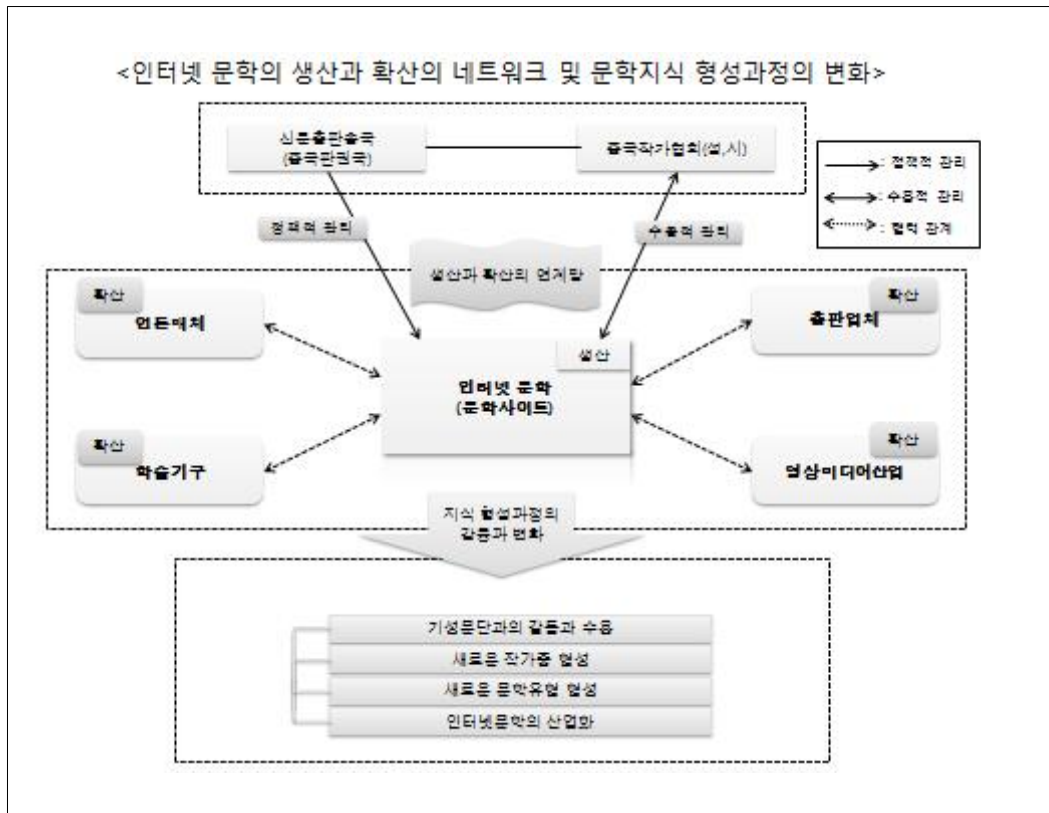 <인터넷 문학의 생산과 확산의 네트워크 및 문학지식 형성과정의 변화>
신문출판총국
(중국판권국)
중국작가협회(성,시)
: 정책적 관리
: 수용적 관리
: 협력 관계
정책적 관리
수용적 관리
생산과 확산의 연계망
확산
언론매체
확산
출판업체
생산
인터넷 문학
(문학사이트)
확산
학술기구
확산
영상미디어산업
지식 형성과정의
갈등과 변화
기성문단과의 갈등과 수용
새로운 작가층 형성
새로운 문학유형 형성
인터넷문학의 산업화